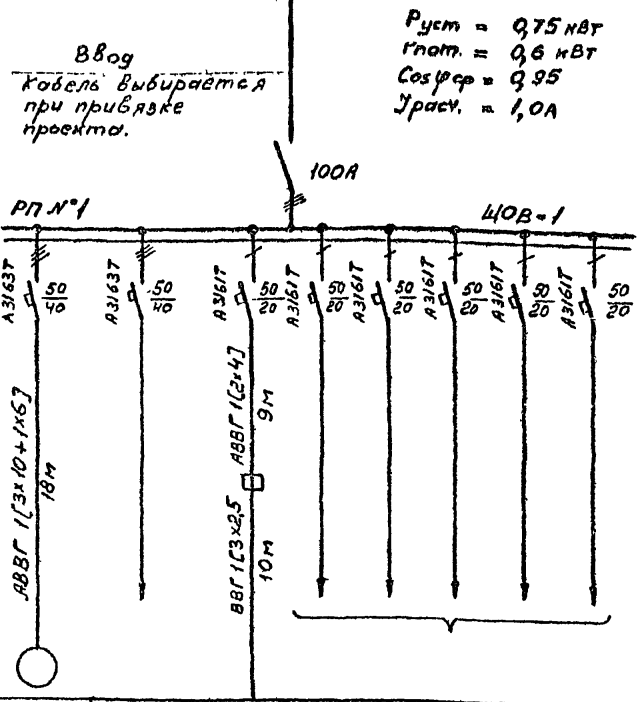 Руст = 0,75 кВт
Рпот. = 0,6 кВт
Cosφср = 0,95
Jрасч. = 1,0А
Ввод
Кабель выбирается
при привязке
проекта.
100А
РП №1
ЩОВ-1
А3163Т
50/40
А3163Т
50/40
А3161Т
50/20
А3161Т
50/20
А3161Т
50/20
А3161Т
50/20
А3161Т
50/20
А3161Т
50/20
АВВГ 1[3х10+1х6]
18м
АВВГ 1[2х4]
9м
ВВГ 1[3х2,5
10м